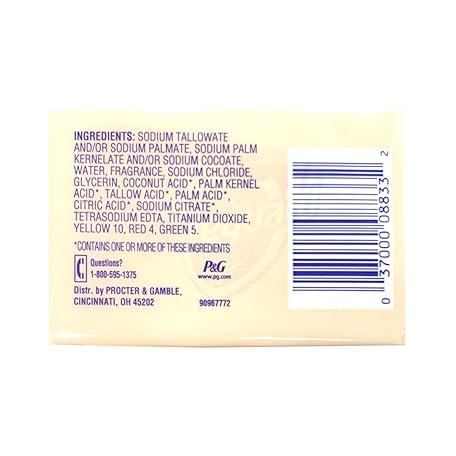 INGREDIENTS: SODIUM TALLOWATE
AND/OR SODIUM PALMATE, SODIUM PALM
KERNELATE AND/OR SODIUM COCOATE,
WATER, FRAGRANCE, SODIUM CHLORIDE,
GLYCERIN, COCONUT ACID*, PALM KERNEL
ACID*, TALLOW ACID*, PALM ACID*,
CITRIC ACID*, SODIUM CITRATE*,
TETRASODIUM EDTA, TITANIUM DIOXIDE,
YELLOW 10, RED 4, GREEN 5.
*CONTAINS ONE OR MORE OF THESE INGREDIENTS
Questions?
1-800-595-1375
P&G
www.pg.com
Distr. by PROCTER & GAMBLE,
CINCINNATI, OH 45202
90967772
0 37000 08833 2